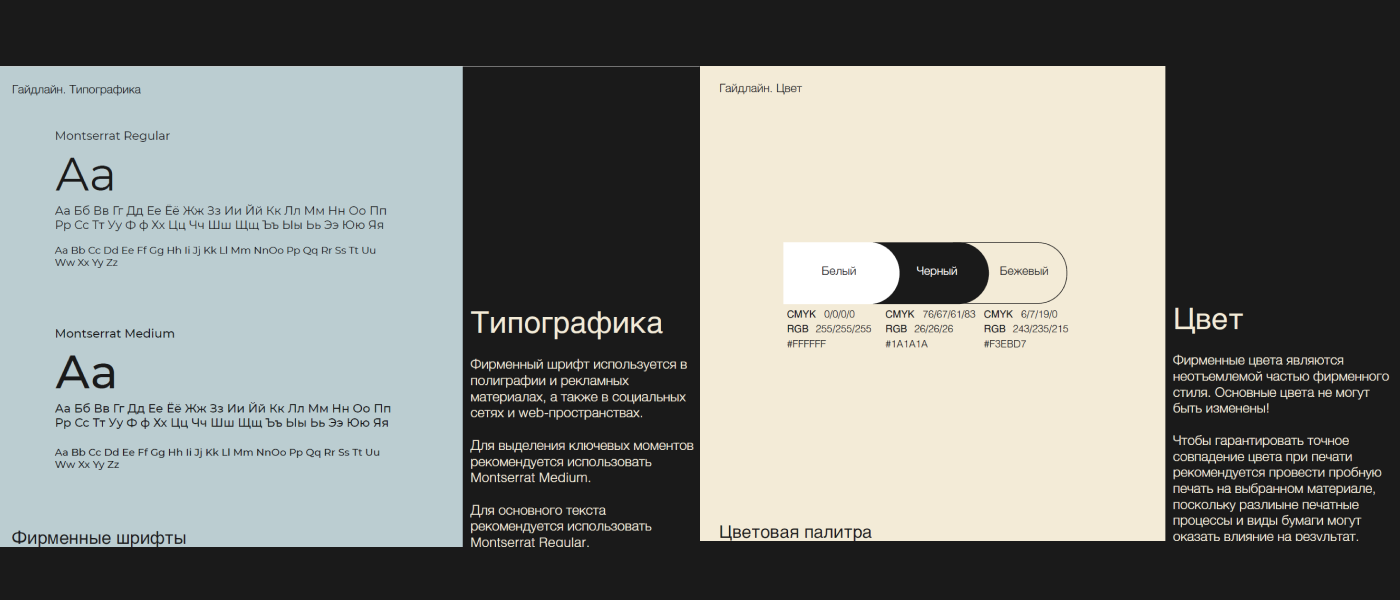 Гайдлайн. Типографика
Montserrat Regular
Aa
Аа Бб Вв Гг Дд Ее Ёё Жж Зз Ии Йй Кк Лл Мм Нн Оо Пп
Рр Сс Тт Уу Ф ф Хх Цц Чч Шш Щщ Ъъ Ыы Ьь Ээ Юю Яя
Aa Bb Cc Dd Ee Ff Gg Hh Ii Jj Kk Ll Mm NnOo Pp Qq Rr Ss Tt Uu
Ww Xx Yy Zz
Montserrat Medium
Aa
Аа Бб Вв Гг Дд Ее Ёё Жж Зз Ии Йй Кк Лл Мм Нн Оо Пп
Рр Сс Тт Уу Ф ф Хх Цц Чч Шш Щщ Ъъ Ыы Ьь Ээ Юю Яя
Aa Bb Cc Dd Ee Ff Gg Hh Ii Jj Kk Ll Mm NnOo Pp Qq Rr Ss Tt Uu
Ww Xx Yy Zz
Фирменные шрифты
Типографика
Фирменный шрифт используется в
полиграфии и рекламных
материалах, а также в социальных
сетях и web-пространствах.
Для выделения ключевых моментов
рекомендуется использовать
Montserrat Medium.
Для основного текста
рекомендуется использовать
Montserrat Regular.
Гайдлайн. Цвет
Белый
Черный
Бежевый
CMYK 0/0/0/0
RGB 255/255/255
#FFFFFF
CMYK 76/67/61/83
RGB 26/26/26
#1A1A1A
CMYK 6/7/19/0
RGB 243/235/215
#F3EBD7
Цветовая палитра
Цвет
Фирменные цвета являются
неотъемлемой частью фирменного
стиля. Основные цвета не могут
быть изменены!
Чтобы гарантировать точное
совпадение цвета при печати
рекомендуется провести пробную
печать на выбранном материале,
поскольку разлиыне печатные
процессы и виды бумаги могут
оказать влияние на результат.